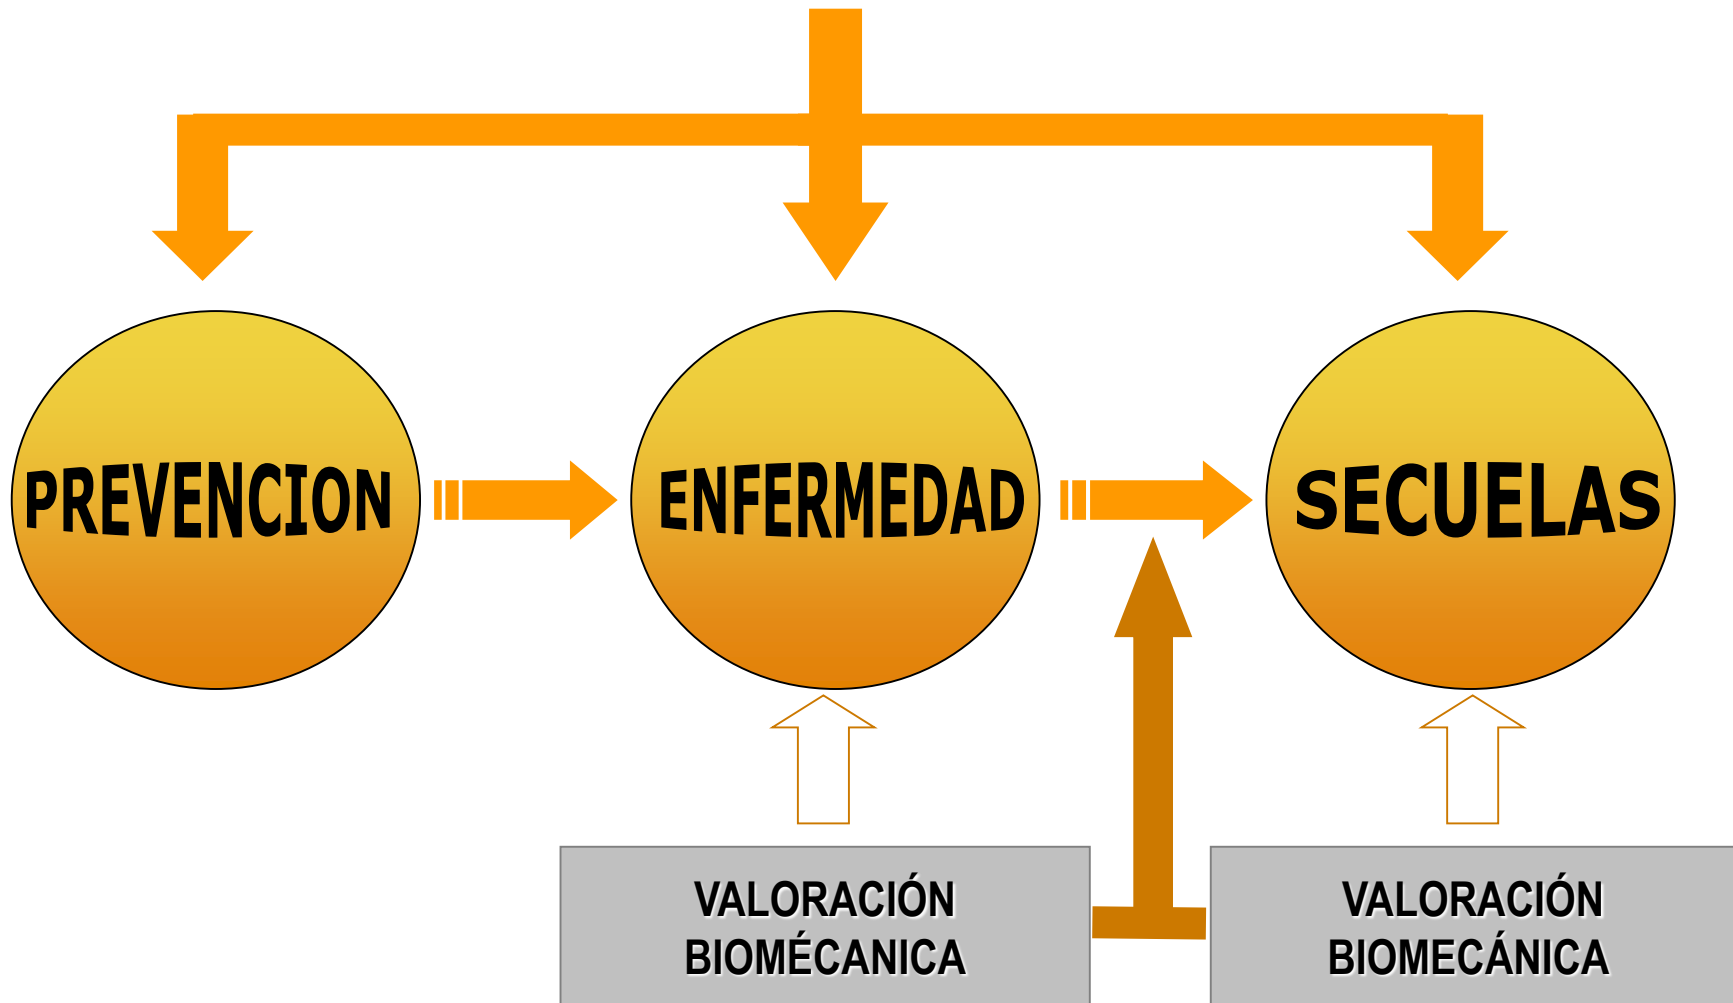 PREVENCION
ENFERMEDAD
SECUELAS
VALORACIÓN
BIOMÉCANICA
VALORACIÓN
BIOMECÁNICA